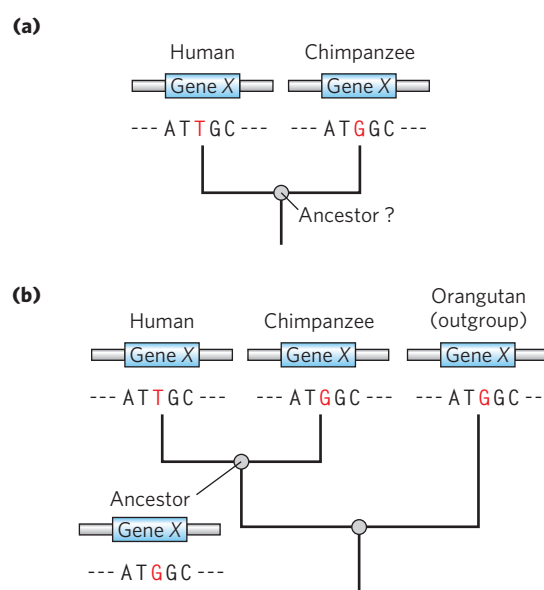 (a)
Human Chimpanzee
Gene X Gene X
--- ATTGC --- --- ATGGC ---
Ancestor ?
(b)
Orangutan
Human Chimpanzee (outgroup)
Gene X Gene X Gene X
--- ATTGC --- --- ATGGC --- --- ATGGC ---
Ancestor
Gene X
--- ATGGC ---